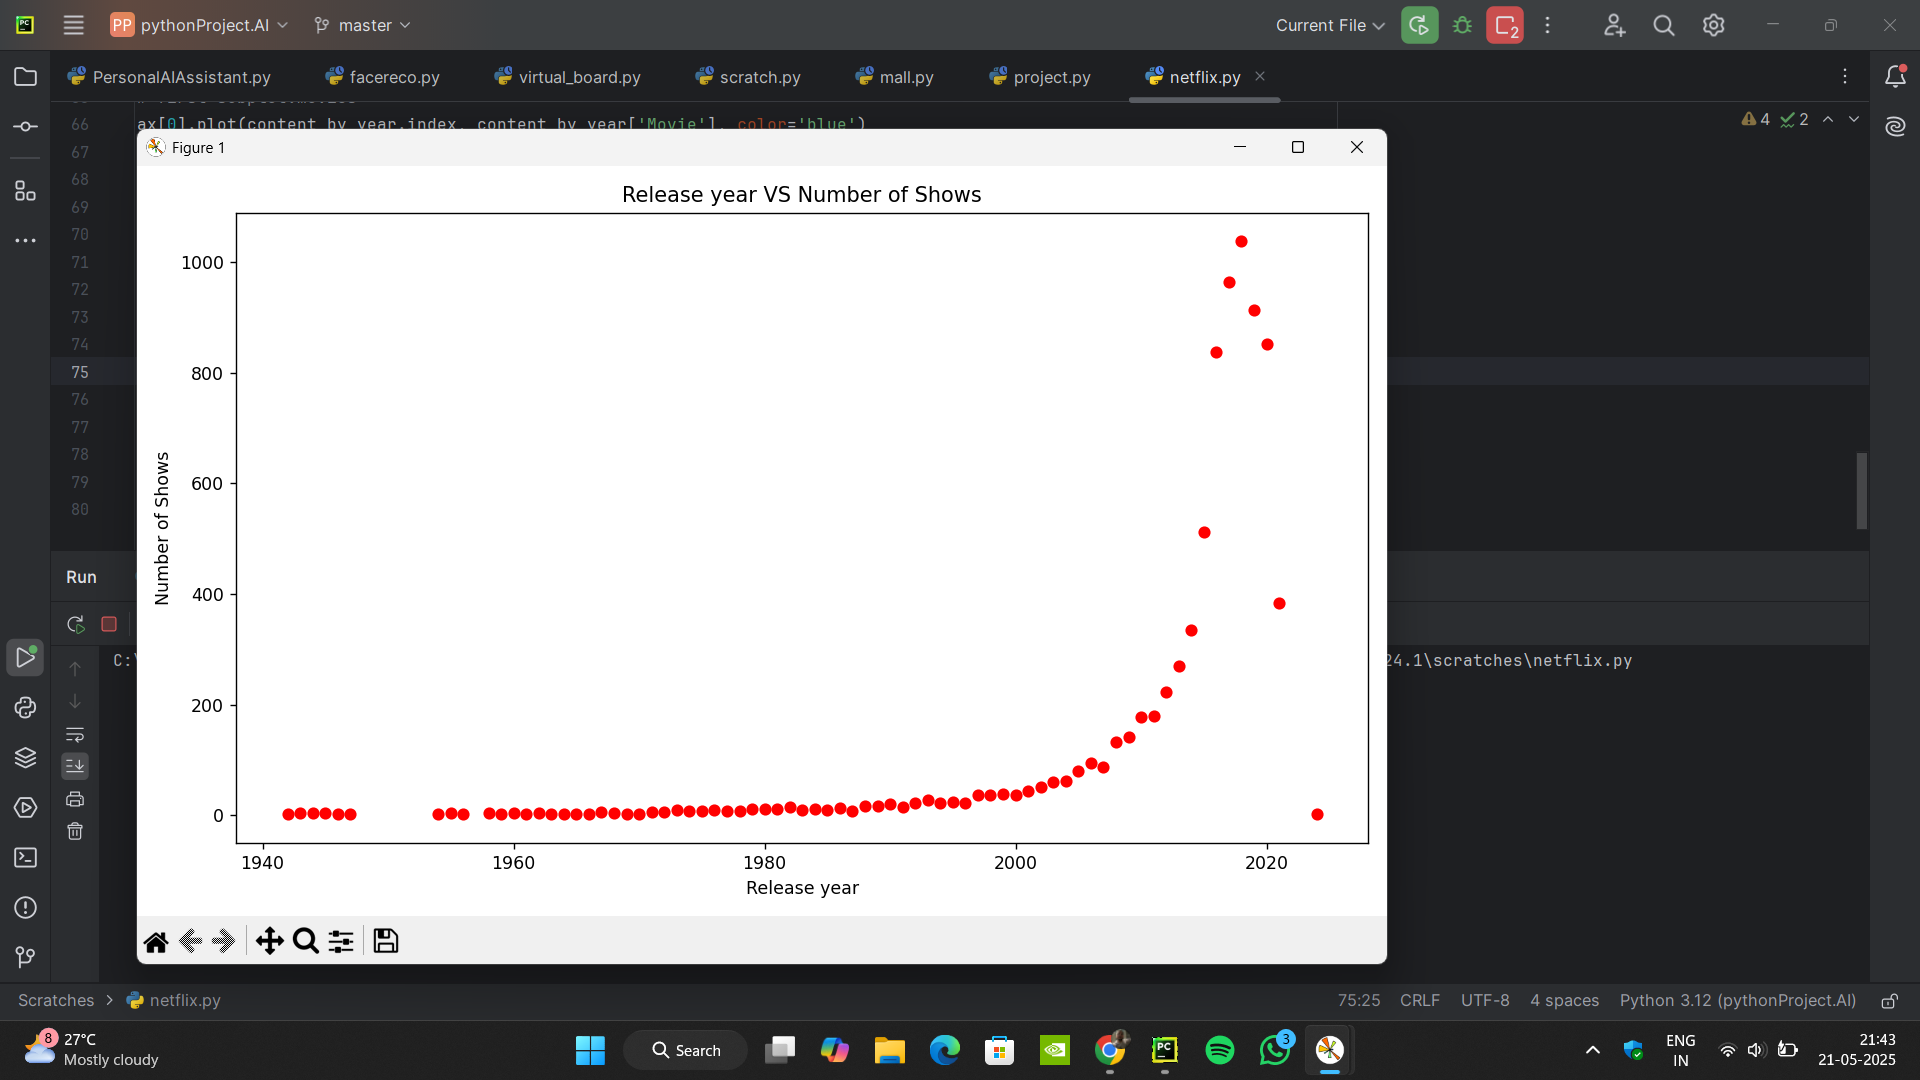 PP pythonProject.AI master Current File 2
PersonalAIAssistant.py facereco.py virtual_board.py scratch.py mall.py project.py netflix.py
66 ax[0].plot(content_by_year.index, content_by_year['Movie'], color='blue') 4 2
67
68
69
70
71
72
73
74
75
76
77
78
79
80
Figure 1
Release year VS Number of Shows
Number of Shows
1000
800
600
400
200
0
1940 1960 1980 2000 2020
Release year
Run
C:\
24.1\scratches\netflix.py
Scratches > netflix.py 75:25 CRLF UTF-8 4 spaces Python 3.12 (pythonProject.AI)
8 27°C
Mostly cloudy
Search
PC
3
ENG
IN
21:43
21-05-2025